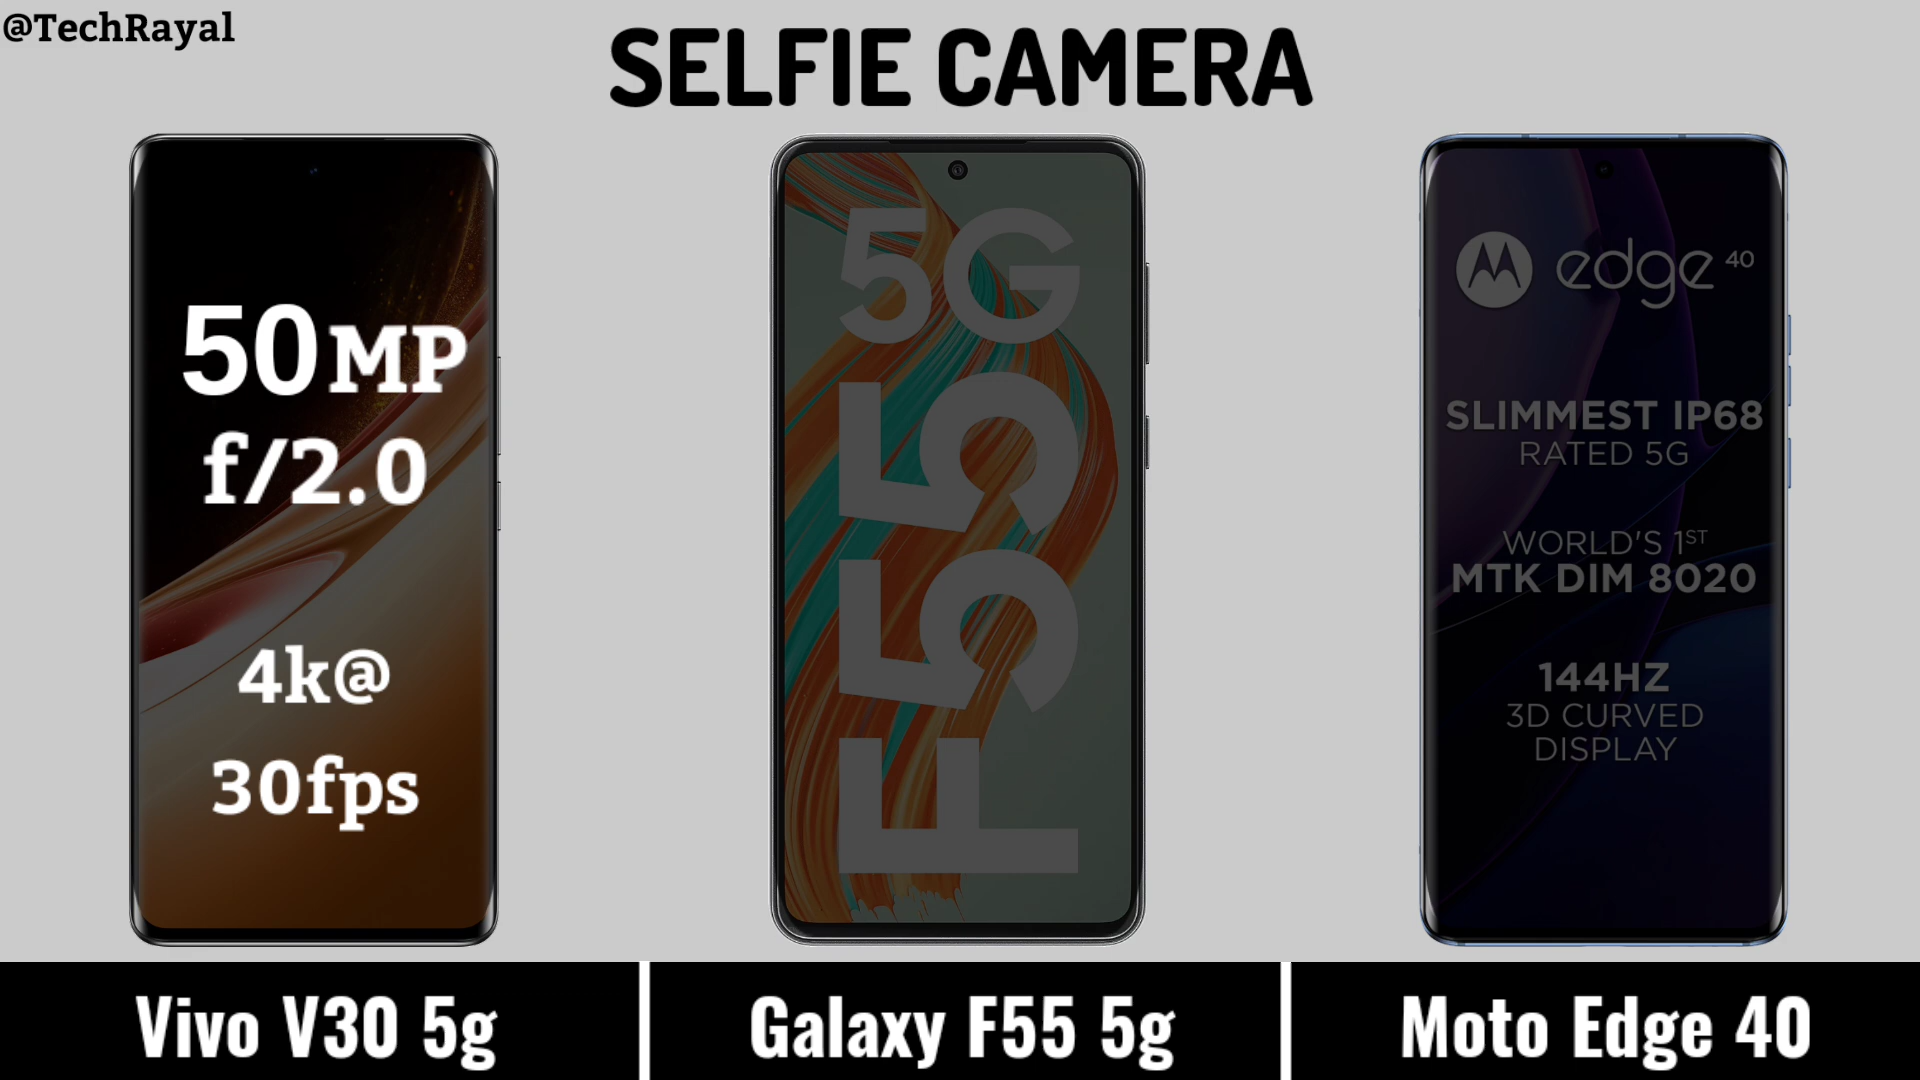 @TechRayal
SELFIE CAMERA
50MP
f/2.0
4k@
30fps
5G
F55
edge 40
SLIMMEST IP68
RATED 5G
WORLD'S 1ST
MTK DIM 8020
144HZ
3D CURVED
DISPLAY
Vivo V30 5g
Galaxy F55 5g
Moto Edge 40